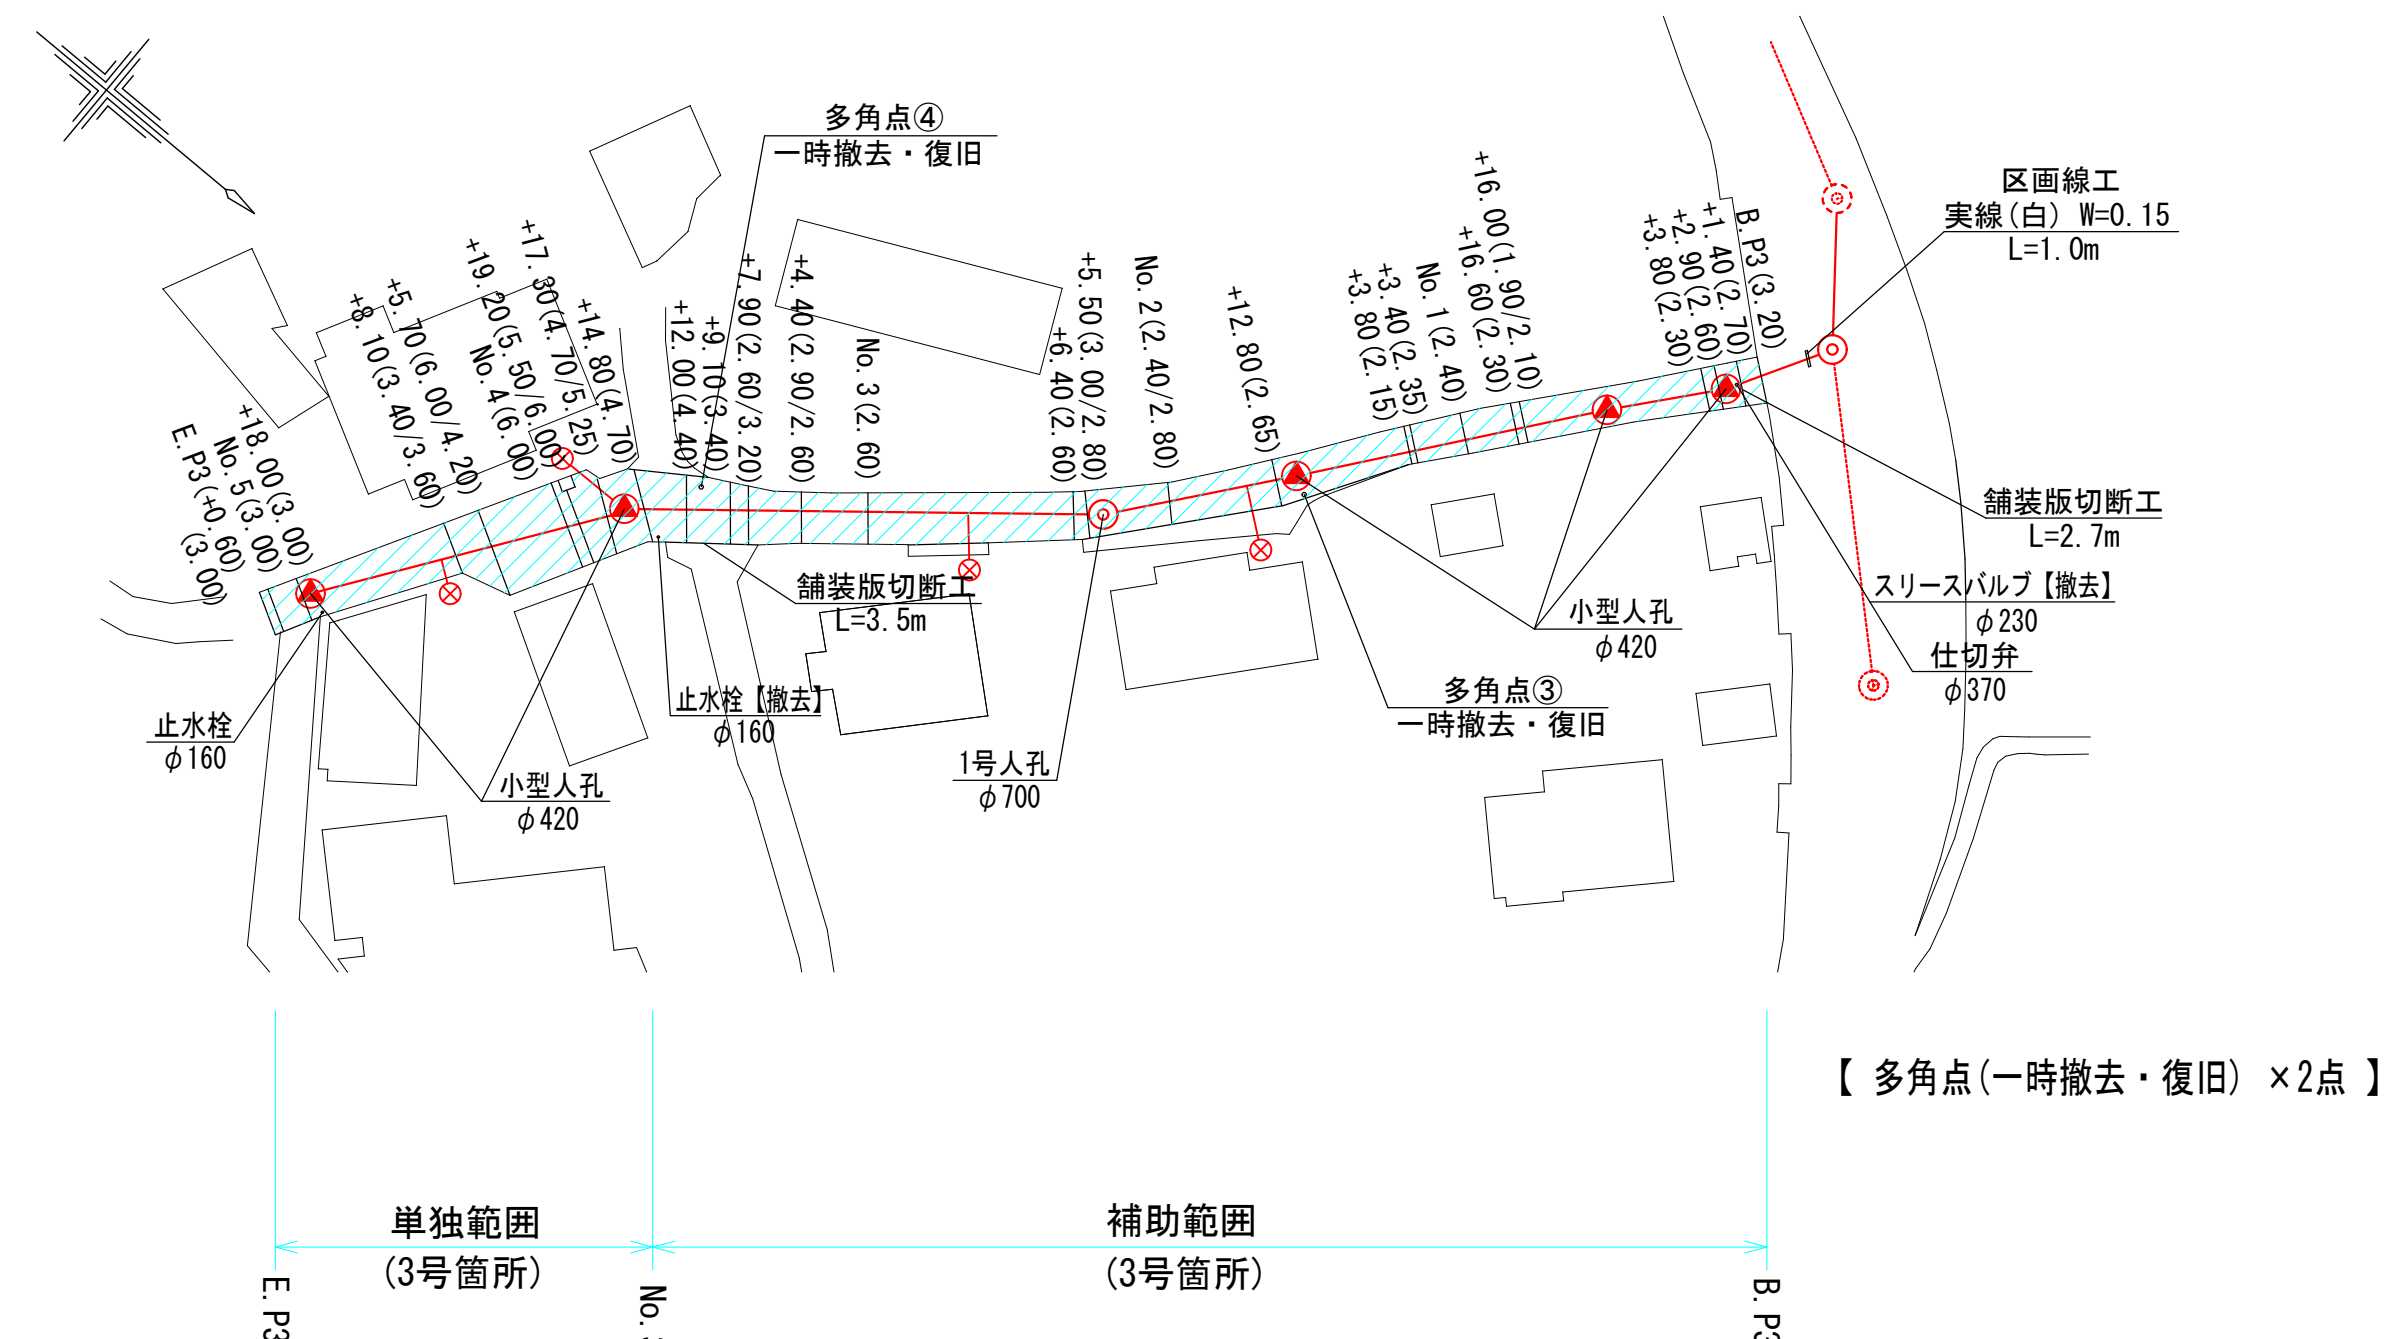 多角点④
一時撤去・復旧
区画線工
実線(白) W=0.15
L=1.0m
E.P3(+0.60)
(3.00)
No.5(3.00)
+18.00(3.00)
+8.10(3.40/3.60)
+5.70(6.00/4.20)
No.4(6.00)
+19.20(5.50/6.00)
+17.30(4.70/5.25)
+14.80(4.70)
+12.00(4.40)
+9.10(3.40)
+7.90(2.60/3.20)
+4.40(2.90/2.60)
No.3(2.60)
+6.40(2.60)
+5.50(3.00/2.80)
No.2(2.40/2.80)
+12.80(2.65)
+3.80(2.15)
+3.40(2.35)
No.1(2.40)
+16.60(2.30)
+16.00(1.90/2.10)
+3.80(2.30)
+2.90(2.60)
+1.40(2.70)
B.P3(3.20)
舗装版切断工
L=2.7m
スリースバルブ【撤去】
φ230
仕切弁
φ370
小型人孔
φ420
多角点③
一時撤去・復旧
舗装版切断工
L=3.5m
止水栓【撤去】
φ160
1号人孔
φ700
止水栓
φ160
小型人孔
φ420
【 多角点(一時撤去・復旧) ×2点 】
単独範囲
(3号箇所)
補助範囲
(3号箇所)
E.P3
No.
B.P3